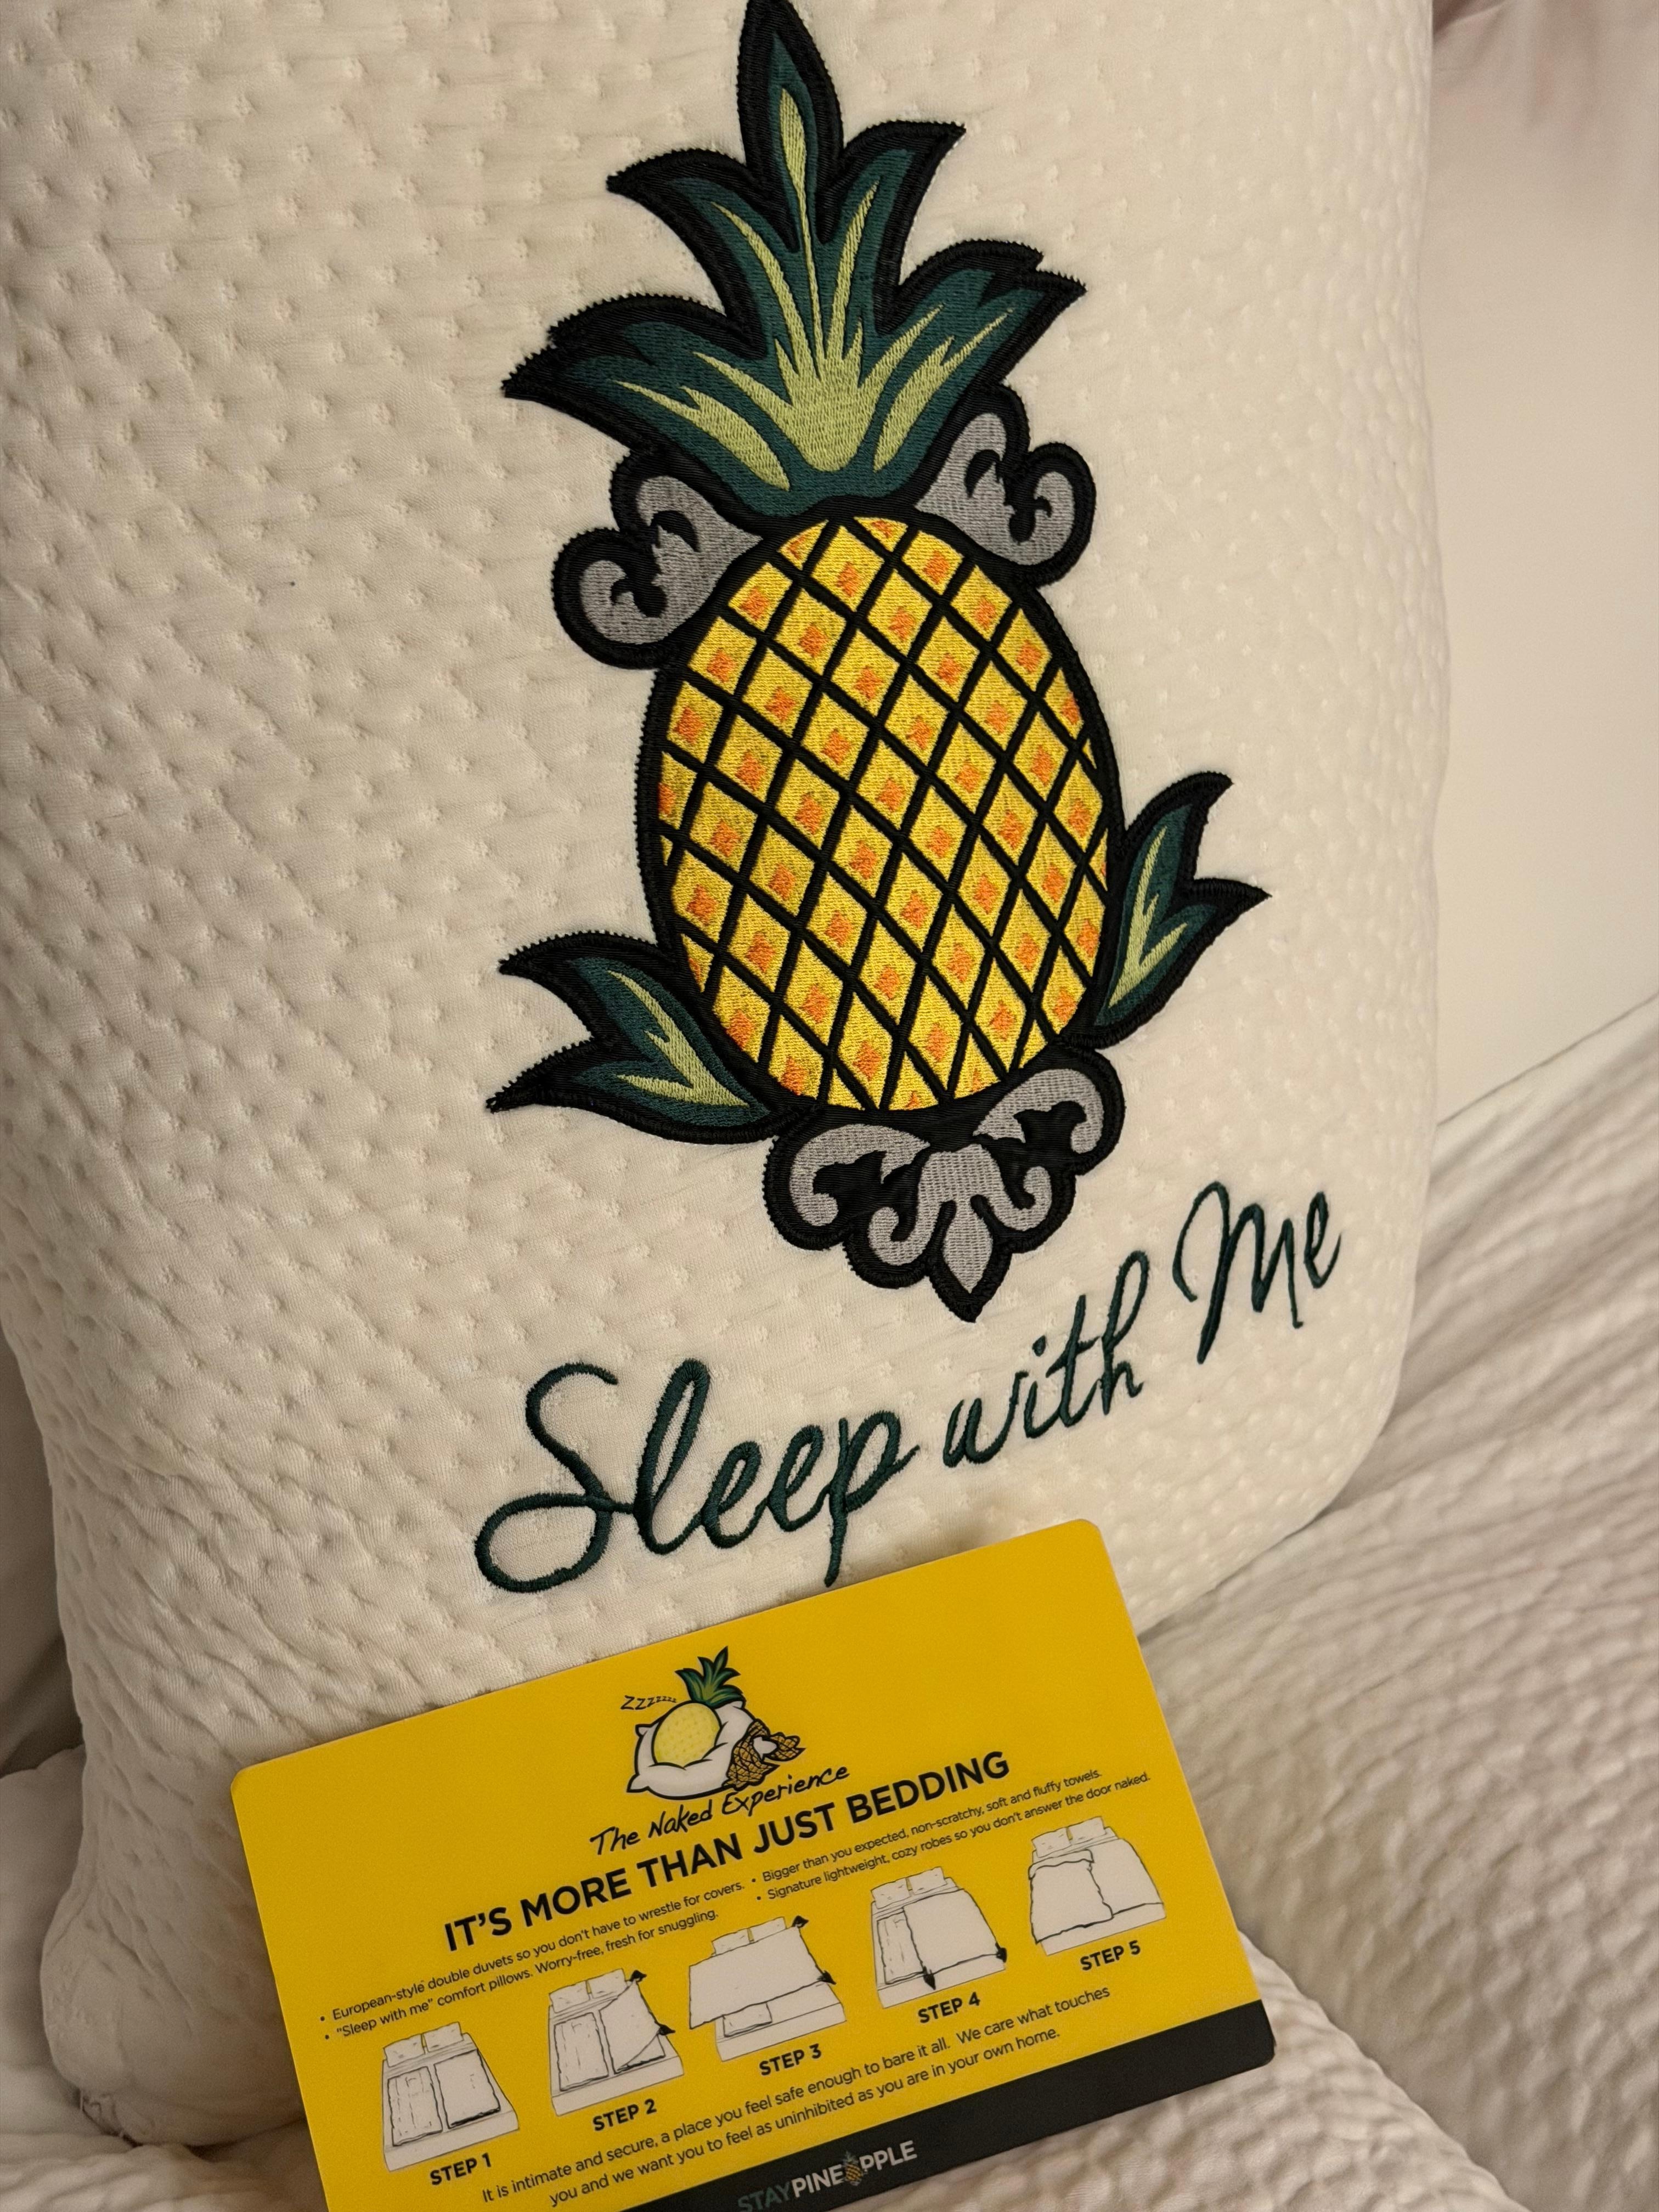 Sleep with Me
zzzzzzz
The Naked Experience
IT'S MORE THAN JUST BEDDING
• European-style double duvets so you don't have to wrestle for covers.
• "Sleep with me" comfort pillows. Worry-free, fresh for snuggling.
• Bigger than you expected, non-scratchy, soft and fluffy towels.
• Signature lightweight, cozy robes so you don't answer the door naked.
STEP 1
STEP 2
STEP 3
STEP 4
STEP 5
It is intimate and secure, a place you feel safe enough to bare it all. We care what touches
you and we want you to feel as uninhibited as you are in your own home.
STAYPINEAPPLE